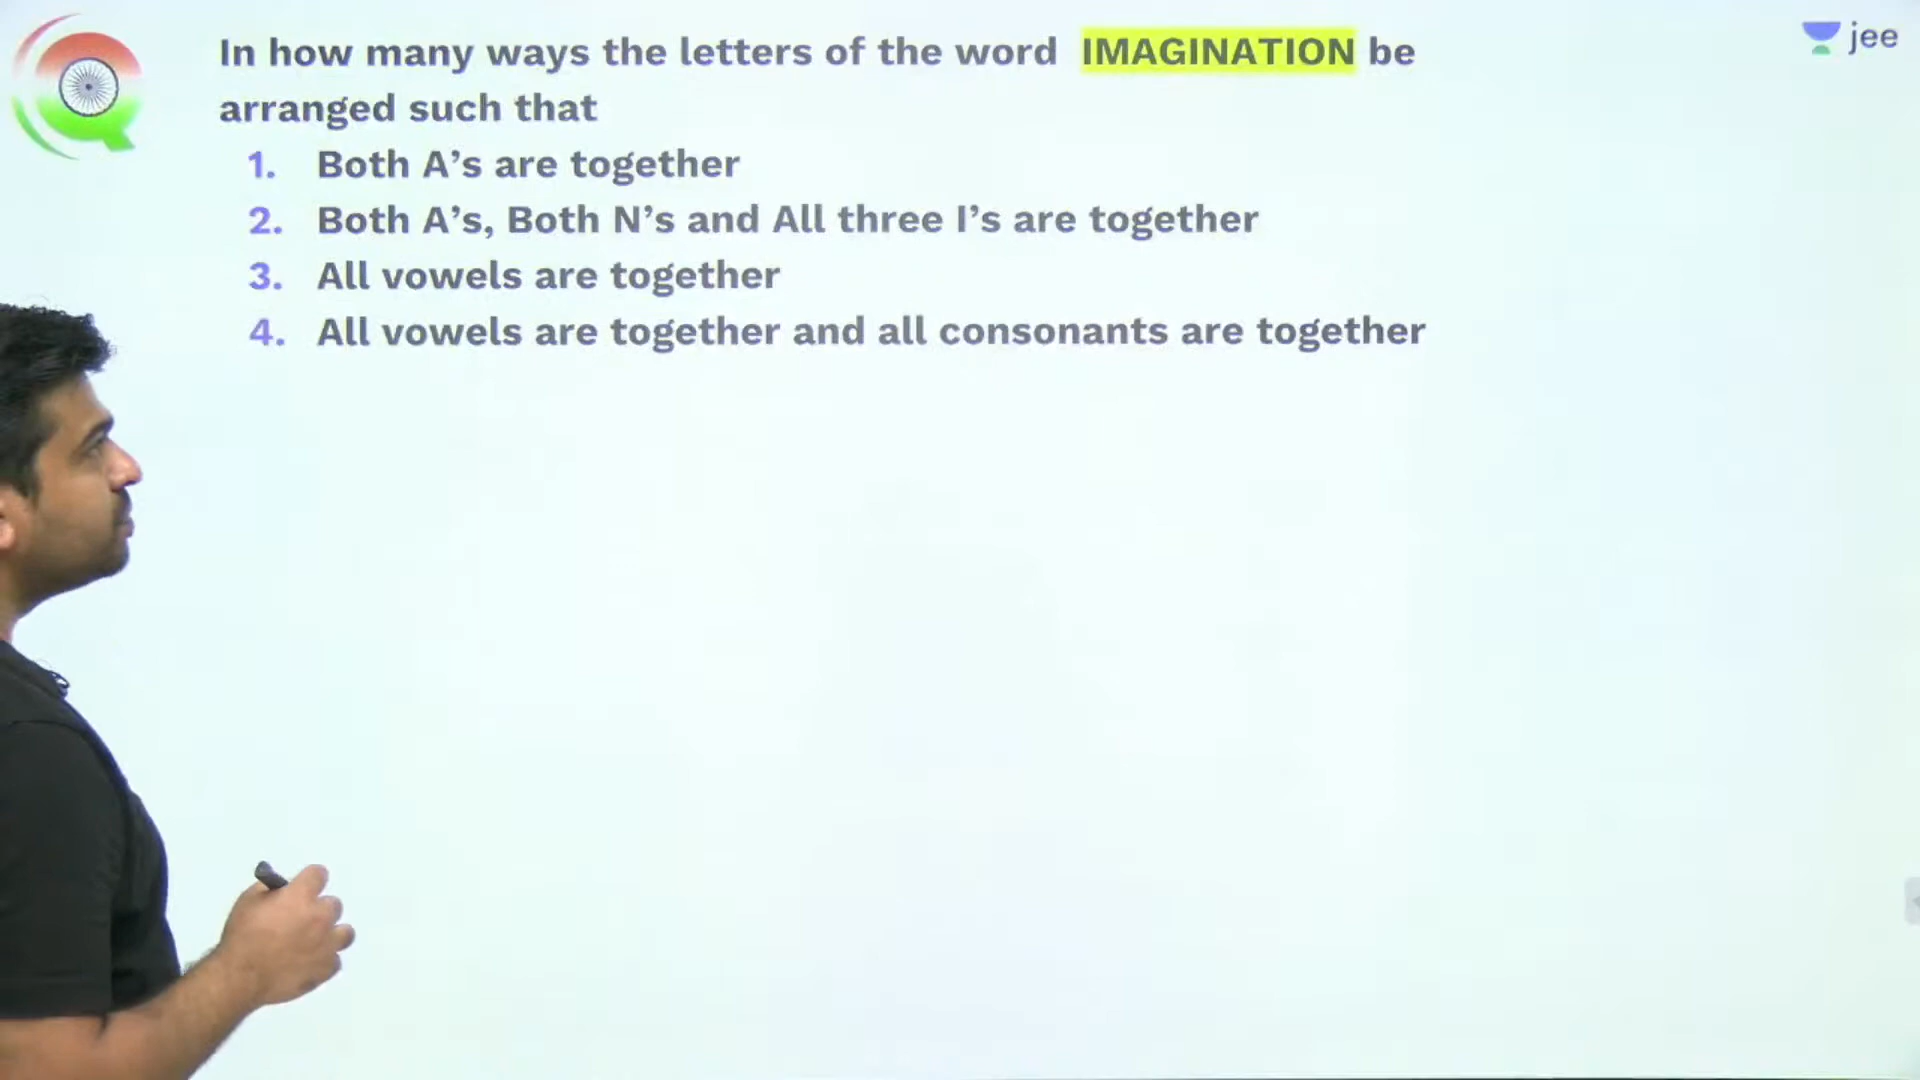 In how many ways the letters of the word IMAGINATION be
arranged such that
1. Both A’s are together
2. Both A’s, Both N’s and All three I’s are together
3. All vowels are together
4. All vowels are together and all consonants are together
jee